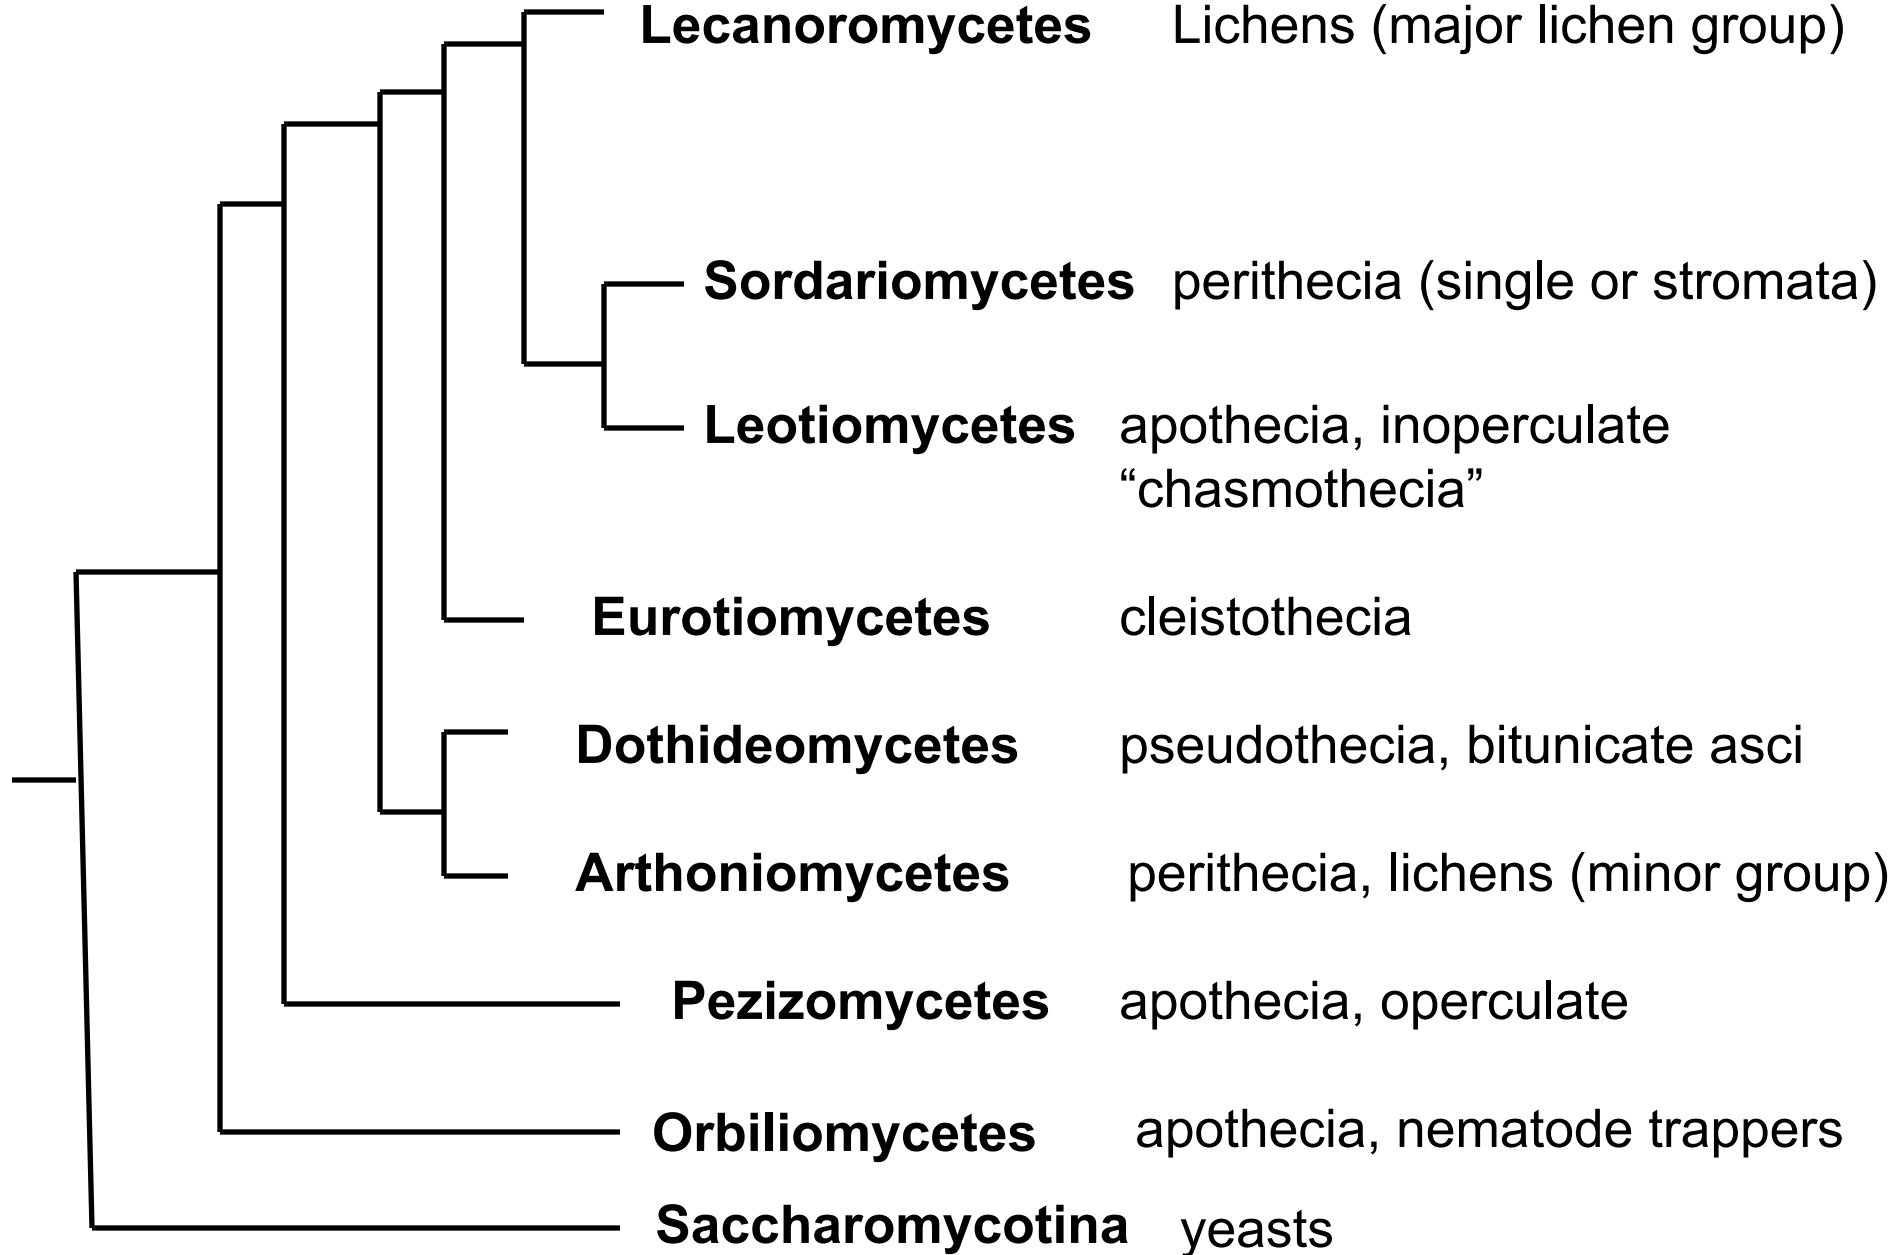 Lecanoromycetes Lichens (major lichen group)
Sordariomycetes perithecia (single or stromata)
Leotiomycetes apothecia, inoperculate
“chasmothecia”
Eurotiomycetes cleistothecia
Dothideomycetes pseudothecia, bitunicate asci
Arthoniomycetes perithecia, lichens (minor group)
Pezizomycetes apothecia, operculate
Orbiliomycetes apothecia, nematode trappers
Saccharomycotina yeasts